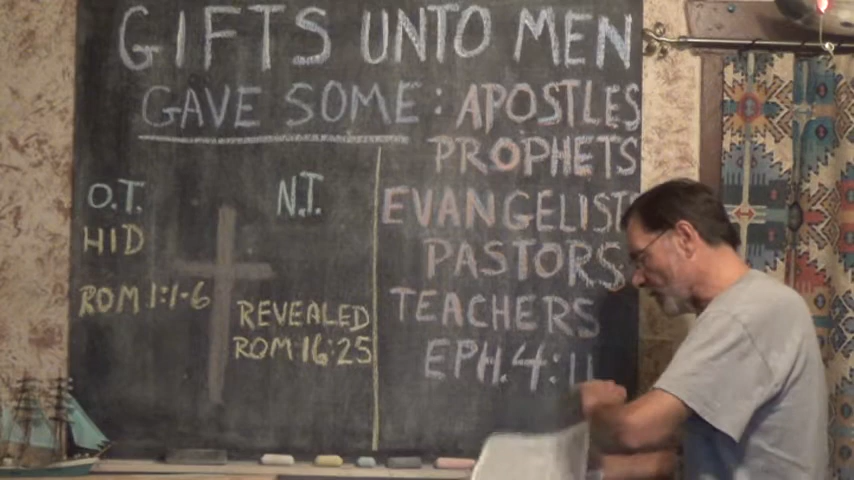 GIFTS UNTO MEN
GAVE SOME: APOSTLES
PROPHETS
EVANGELIST
PASTORS
TEACHERS
EPH. 4:11
O.T.
HID
ROM 1:1-6
N.T.
REVEALED
ROM 16:25